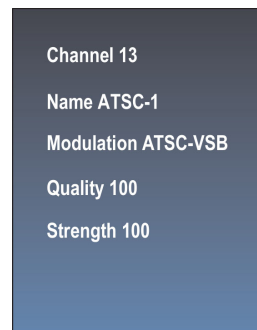 Channel 13
Name ATSC-1
Modulation ATSC-VSB
Quality 100
Strength 100